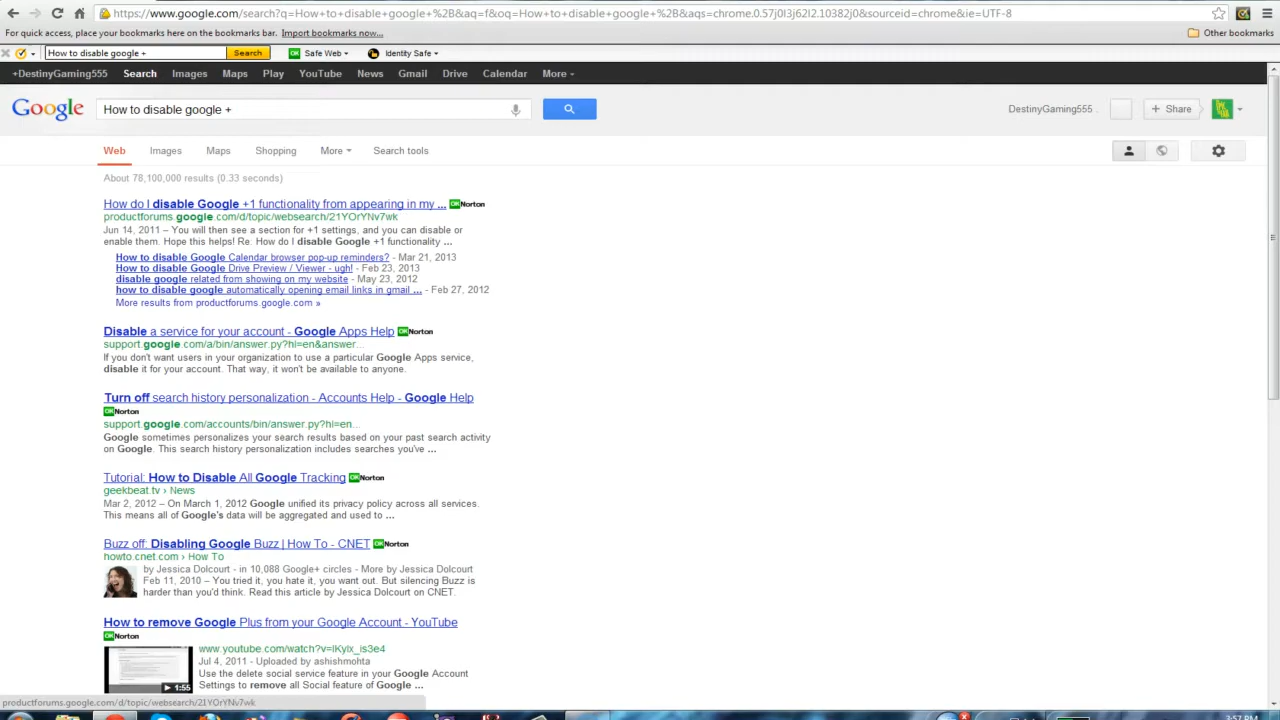 https://www.google.com/search?q=How+to+disable+google+%2B&aq=f&oq=How+to+disable+google+%2B&aqs=chrome.0.57j0l3j62l2.10382j0&sourceid=chrome&ie=UTF-8
For quick access, place your bookmarks here on the bookmarks bar. Import bookmarks now... Other bookmarks
How to disable google + Search OK Safe Web Identity Safe
+DestinyGaming555 Search Images Maps Play YouTube News Gmail Drive Calendar More
Google How to disable google + DestinyGaming555 . + Share
Web Images Maps Shopping More Search tools
About 78,100,000 results (0.33 seconds)
How do I disable Google +1 functionality from appearing in my ... OK Norton
productforums.google.com/d/topic/websearch/21YOrYNv7wk
Jun 14, 2011 – You will then see a section for +1 settings, and you can disable or
enable them. Hope this helps! Re: How do I disable Google +1 functionality ...
How to disable Google Calendar browser pop-up reminders? - Mar 21, 2013
How to disable Google Drive Preview / Viewer - ugh! - Feb 23, 2013
disable google related from showing on my website - May 23, 2012
how to disable google automatically opening email links in gmail ... - Feb 27, 2012
More results from productforums.google.com »
Disable a service for your account - Google Apps Help OK Norton
support.google.com/a/bin/answer.py?hl=en&answer...
If you don't want users in your organization to use a particular Google Apps service,
disable it for your account. That way, it won't be available to anyone.
Turn off search history personalization - Accounts Help - Google Help
OK Norton
support.google.com/accounts/bin/answer.py?hl=en...
Google sometimes personalizes your search results based on your past search activity
on Google. This search history personalization includes searches you've ...
Tutorial: How to Disable All Google Tracking OK Norton
geekbeat.tv › News
Mar 2, 2012 – On March 1, 2012 Google unified its privacy policy across all services.
This means all of Google's data will be aggregated and used to ...
Buzz off: Disabling Google Buzz | How To - CNET OK Norton
howto.cnet.com › How To
by Jessica Dolcourt - in 10,088 Google+ circles - More by Jessica Dolcourt
Feb 11, 2010 – You tried it, you hate it, you want out. But silencing Buzz is
harder than you'd think. Read this article by Jessica Dolcourt on CNET.
How to remove Google Plus from your Google Account - YouTube
OK Norton
www.youtube.com/watch?v=iKylx_is3e4
Jul 4, 2011 - Uploaded by ashishmohta
Use the delete social service feature in your Google Account
Settings to remove all Social feature of Google ...
1:55
productforums.google.com/d/topic/websearch/21YOrYNv7wk
3:57 PM